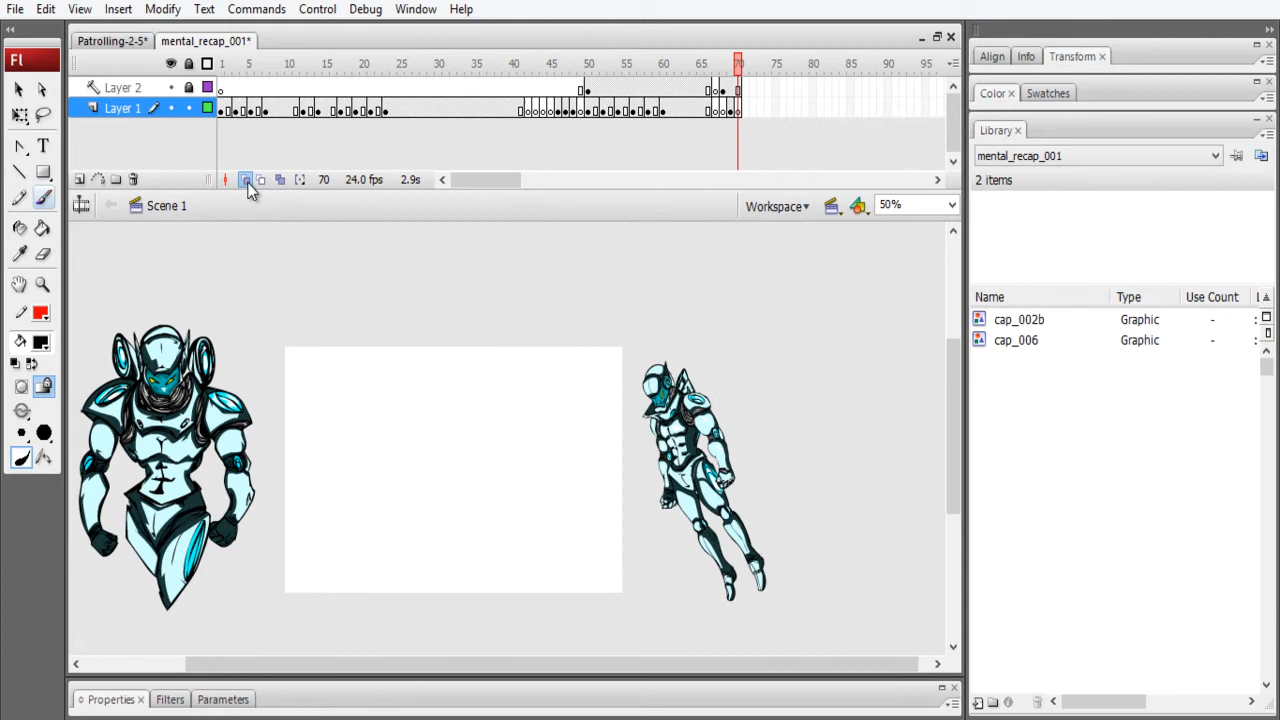 File Edit View Insert Modify Text Commands Control Debug Window Help
Fl
Patrolling-2-5* mental_recap_001*
1 5 10 15 20 25 30 35 40 45 50 55 60 65 70 75 80 85 90 95
Layer 2
Layer 1
70 24.0 fps 2.9s
Scene 1
Workspace 50%
Align Info Transform
Color Swatches
Library
mental_recap_001
2 items
Name Type Use Count
cap_002b Graphic -
cap_006 Graphic -
Properties Filters Parameters